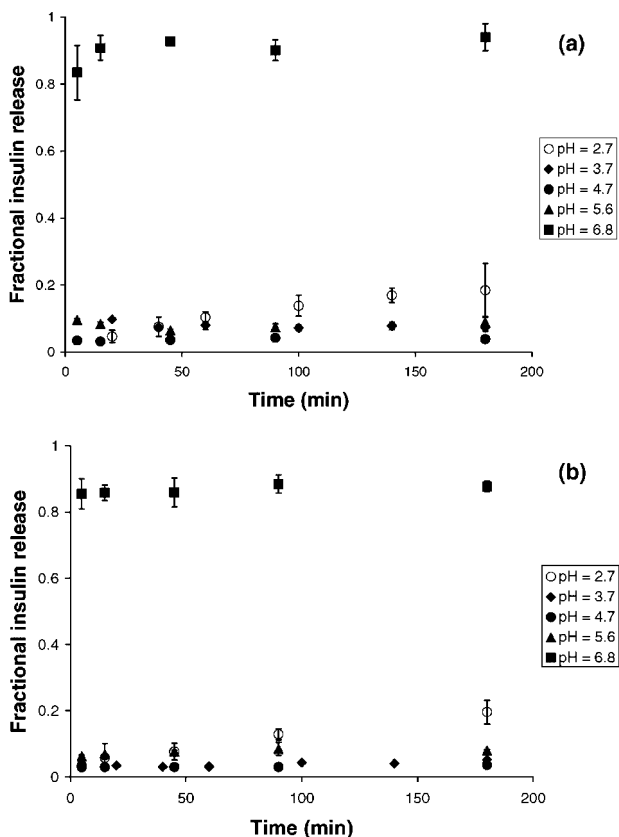 (a)
Fractional insulin release
1
0.8
0.6
0.4
0.2
0
0 50 100 150 200
Time (min)
pH = 2.7
pH = 3.7
pH = 4.7
pH = 5.6
pH = 6.8
(b)
Fractional insulin release
1
0.8
0.6
0.4
0.2
0
0 50 100 150 200
Time (min)
pH = 2.7
pH = 3.7
pH = 4.7
pH = 5.6
pH = 6.8